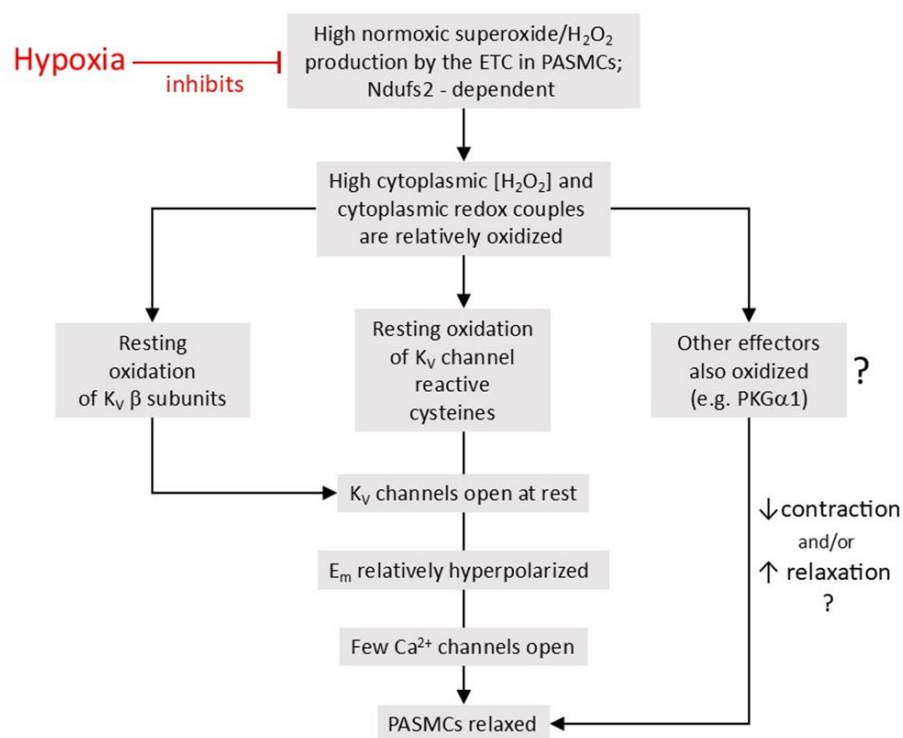 High normoxic superoxide/H₂O₂
production by the ETC in PASMCs;
Ndufs2 - dependent
Hypoxia
inhibits
High cytoplasmic [H₂O₂] and
cytoplasmic redox couples
are relatively oxidized
Resting
oxidation
of Kᵥ β subunits
Resting oxidation
of Kᵥ channel
reactive
cysteines
Other effectors
also oxidized
(e.g. PKGα1)
?
Kᵥ channels open at rest
↓ contraction
and/or
↑ relaxation
?
Eₘ relatively hyperpolarized
Few Ca²⁺ channels open
PASMCs relaxed